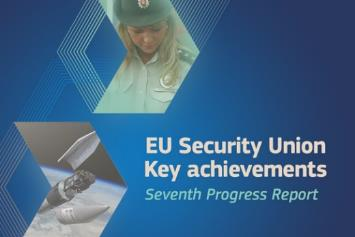 EU Security Union
Key achievements
Seventh Progress Report